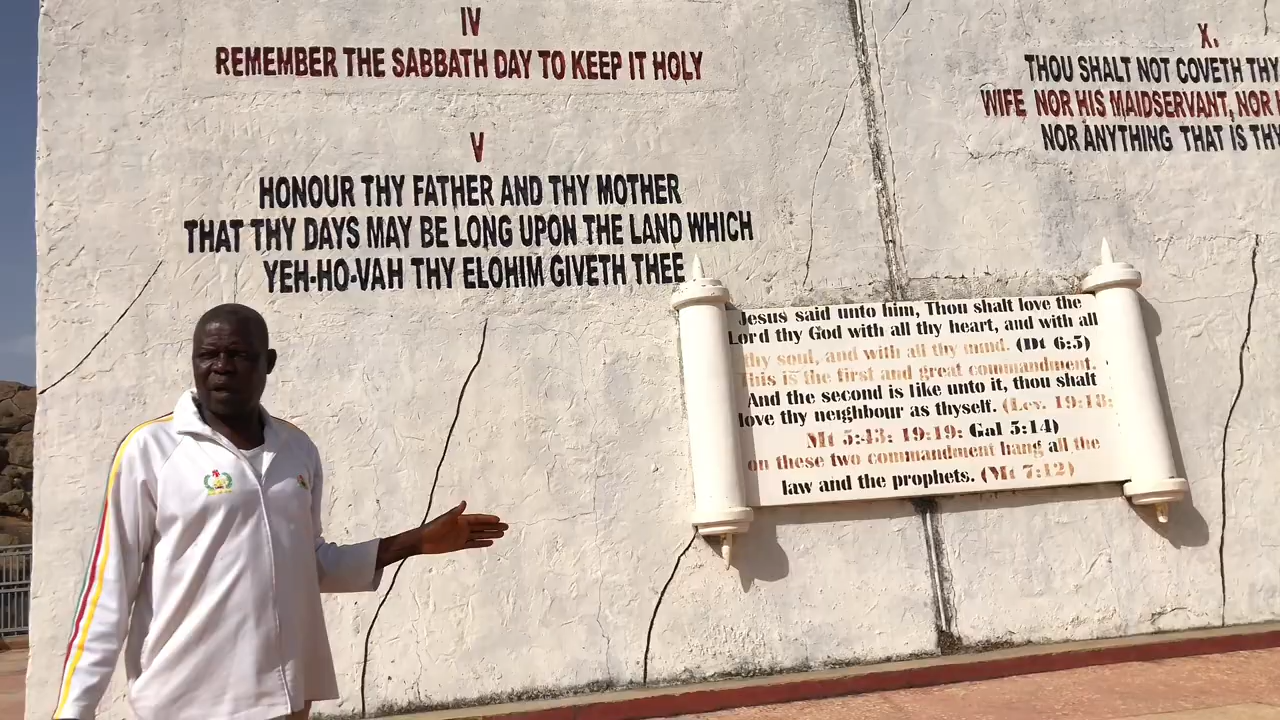 IV
REMEMBER THE SABBATH DAY TO KEEP IT HOLY
V
HONOUR THY FATHER AND THY MOTHER
THAT THY DAYS MAY BE LONG UPON THE LAND WHICH
YEH-HO-VAH THY ELOHIM GIVETH THEE
X.
THOU SHALT NOT COVETH THY
WIFE NOR HIS MAIDSERVANT, NOR
NOR ANYTHING THAT IS THY
Jesus said unto him, Thou shalt love the
Lord thy God with all thy heart, and with all
thy soul, and with all thy mind. (Dt 6:5)
This is the first and great commandment.
And the second is like unto it, thou shalt
love thy neighbour as thyself. (Lev. 19:18:
Mt 5:43: 19:19: Gal 5:14)
on these two commandment hang all the
law and the prophets. (Mt 7:12)